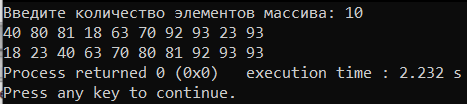 Введите количество элементов массива: 10
40 80 81 18 63 70 92 93 23 93
18 23 40 63 70 80 81 92 93 93
Process returned 0 (0x0)   execution time : 2.232 s
Press any key to continue.